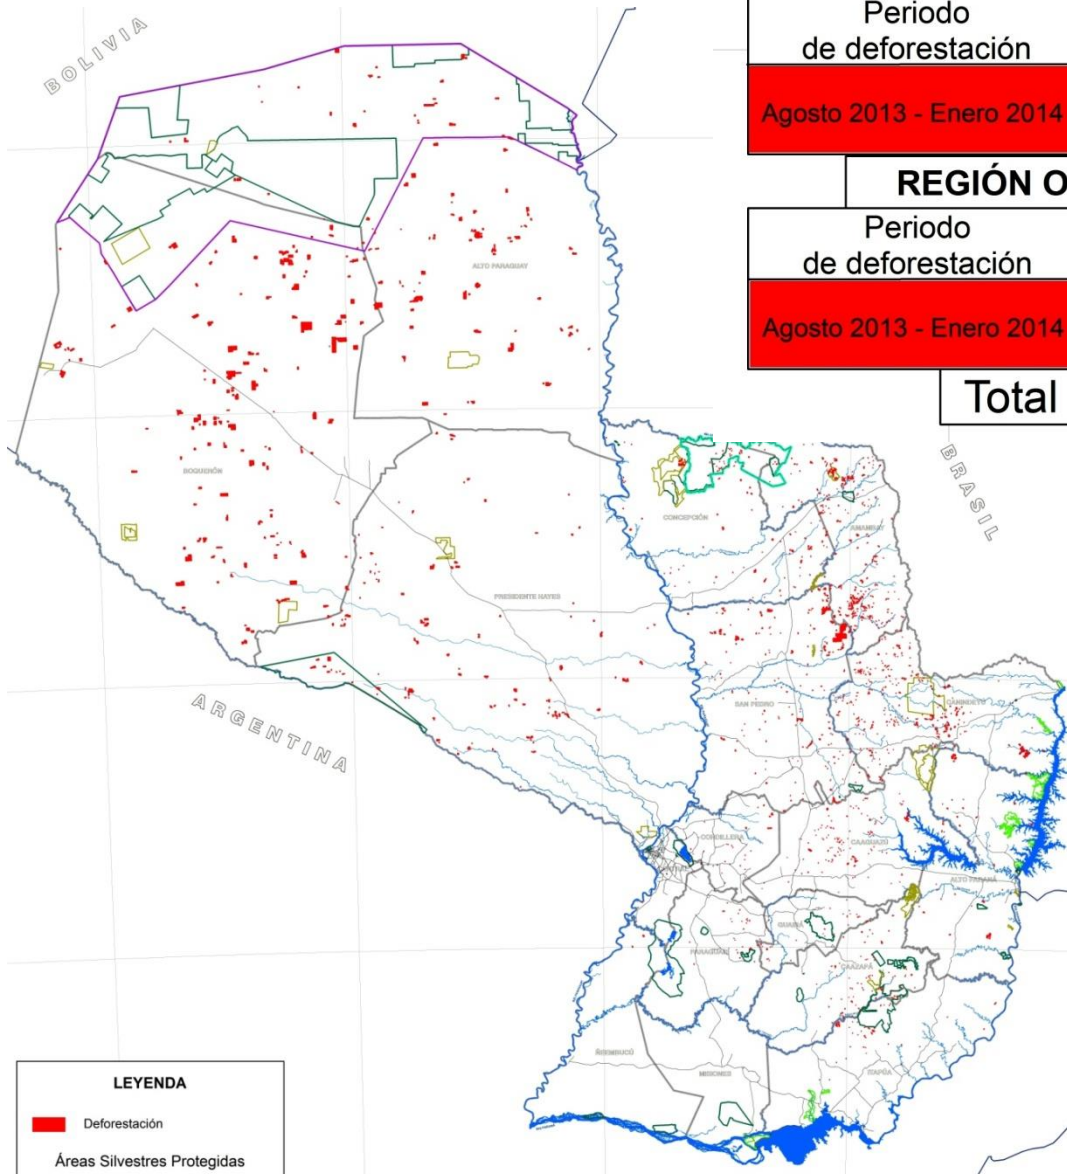 Periodo
de deforestación
Agosto 2013 - Enero 2014
REGIÓN O
Periodo
de deforestación
Agosto 2013 - Enero 2014
Total
BOLIVIA
ALTO PARAGUAY
BOQUERÓN
BRASIL
CONCEPCIÓN
AMAMBAY
PRESIDENTE HAYES
ARGENTINA
SAN PEDRO
CANINDEYÚ
CORDILLERA
CAAGUAZÚ
CENTRAL
ALTO PARANÁ
GUAIRÁ
PARAGUARÍ
CAAZAPÁ
ÑEEMBUCÚ
MISIONES
ITAPÚA
LEYENDA
Deforestación
Áreas Silvestres Protegidas